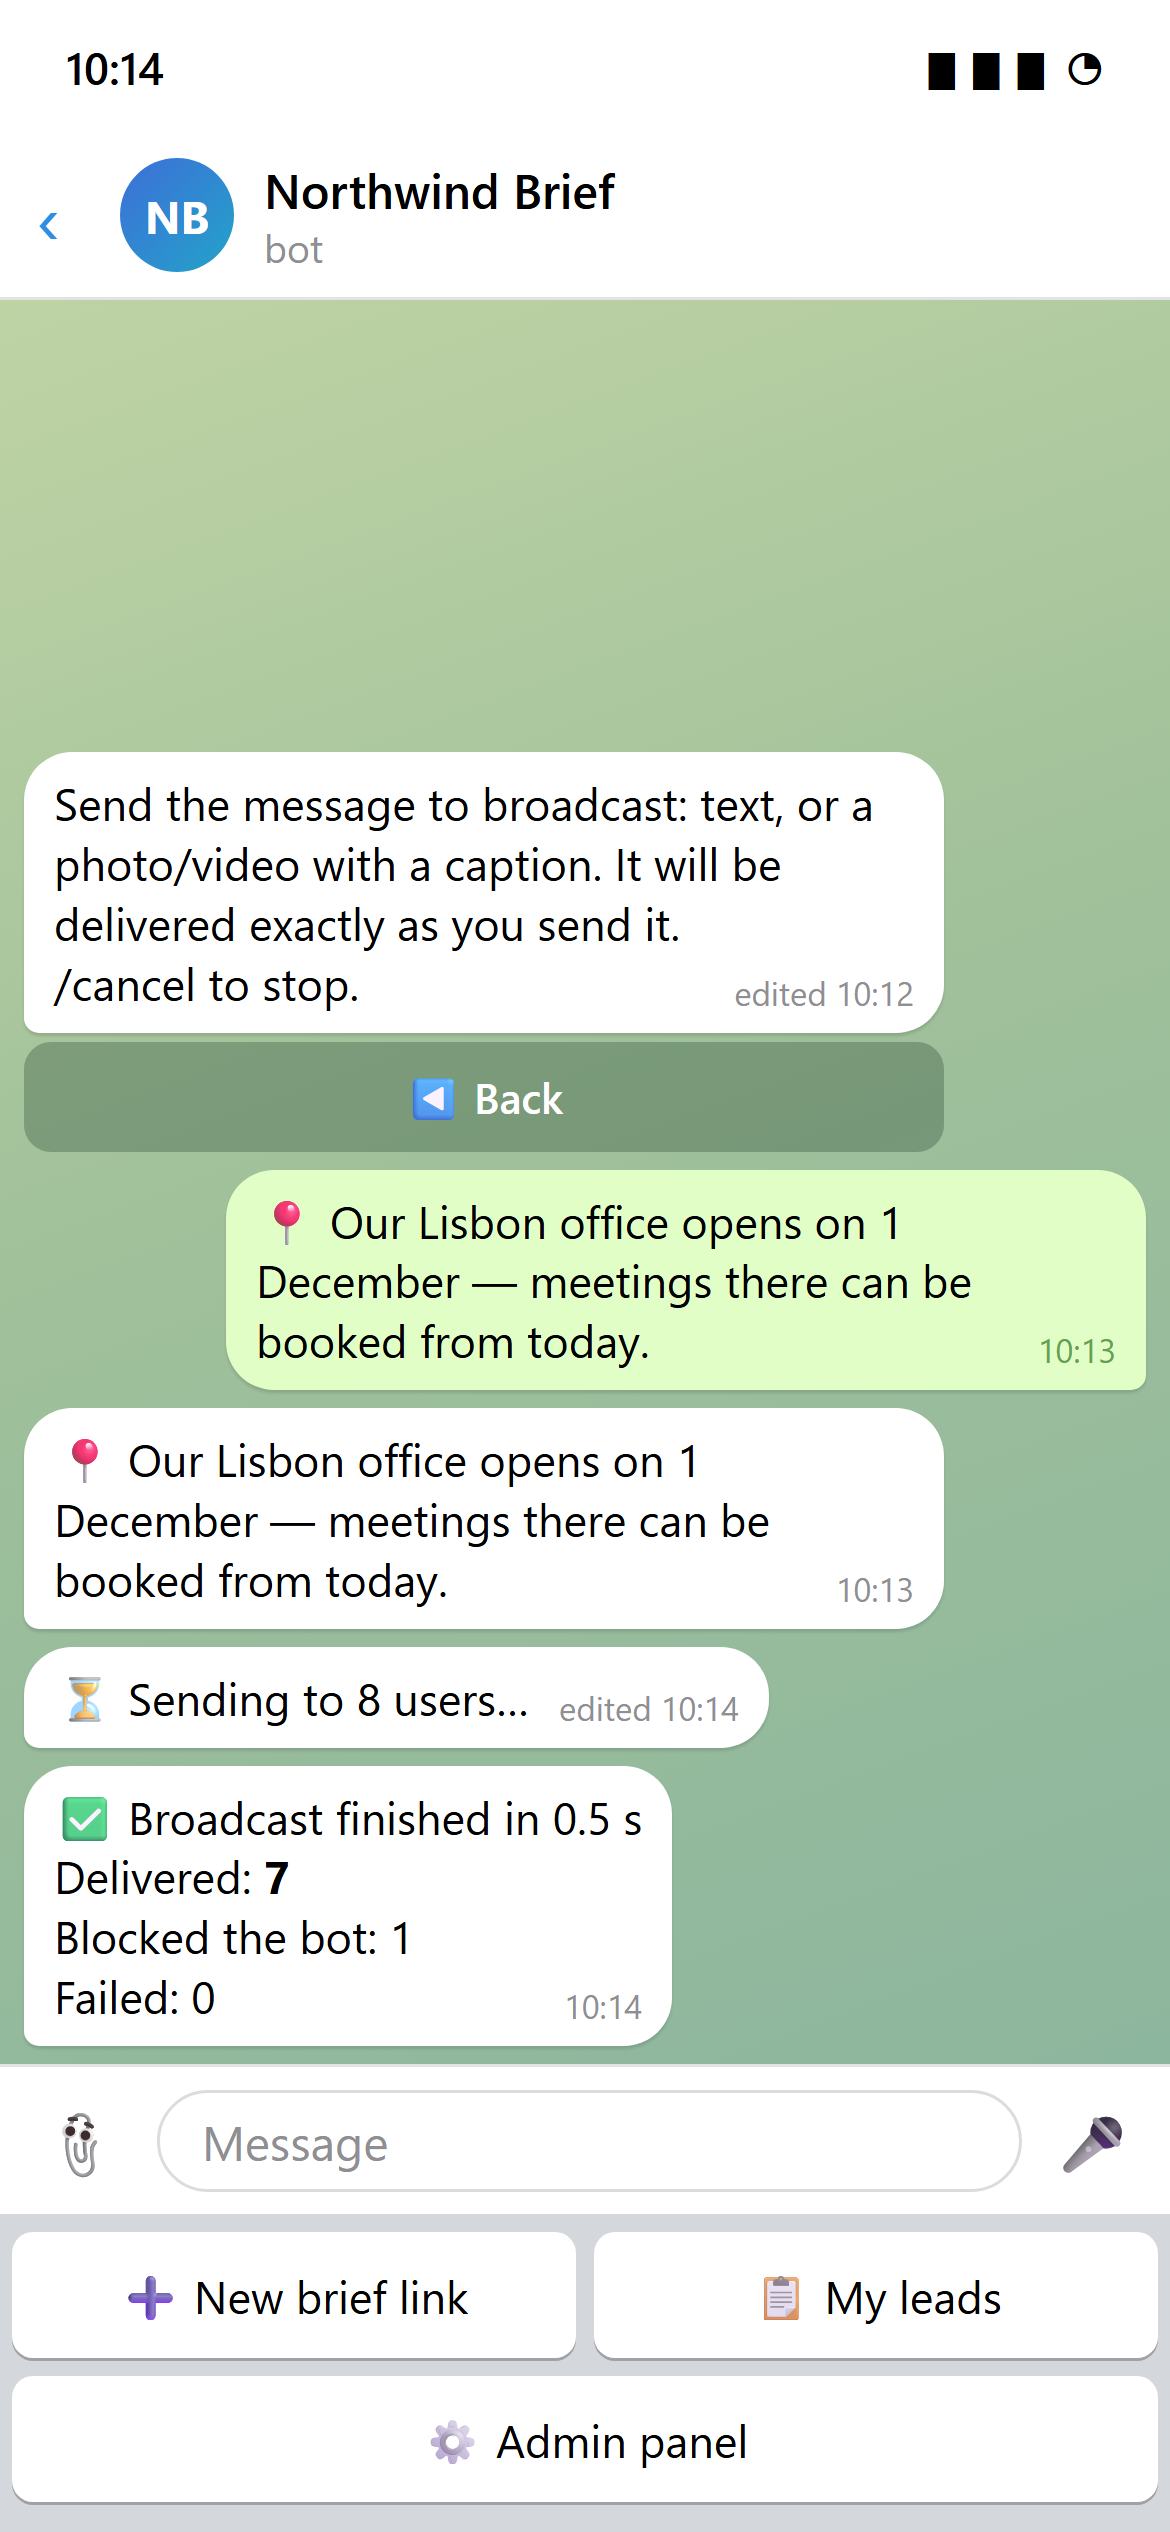 10:14
‹
NB
Northwind Brief
bot
Send the message to broadcast: text, or a
photo/video with a caption. It will be
delivered exactly as you send it.
/cancel to stop.
edited 10:12
◀️ Back
📍 Our Lisbon office opens on 1
December — meetings there can be
booked from today.
10:13
📍 Our Lisbon office opens on 1
December — meetings there can be
booked from today.
10:13
⏳ Sending to 8 users…
edited 10:14
✅ Broadcast finished in 0.5 s
Delivered: 7
Blocked the bot: 1
Failed: 0
10:14
Message
➕ New brief link
📋 My leads
⚙️ Admin panel